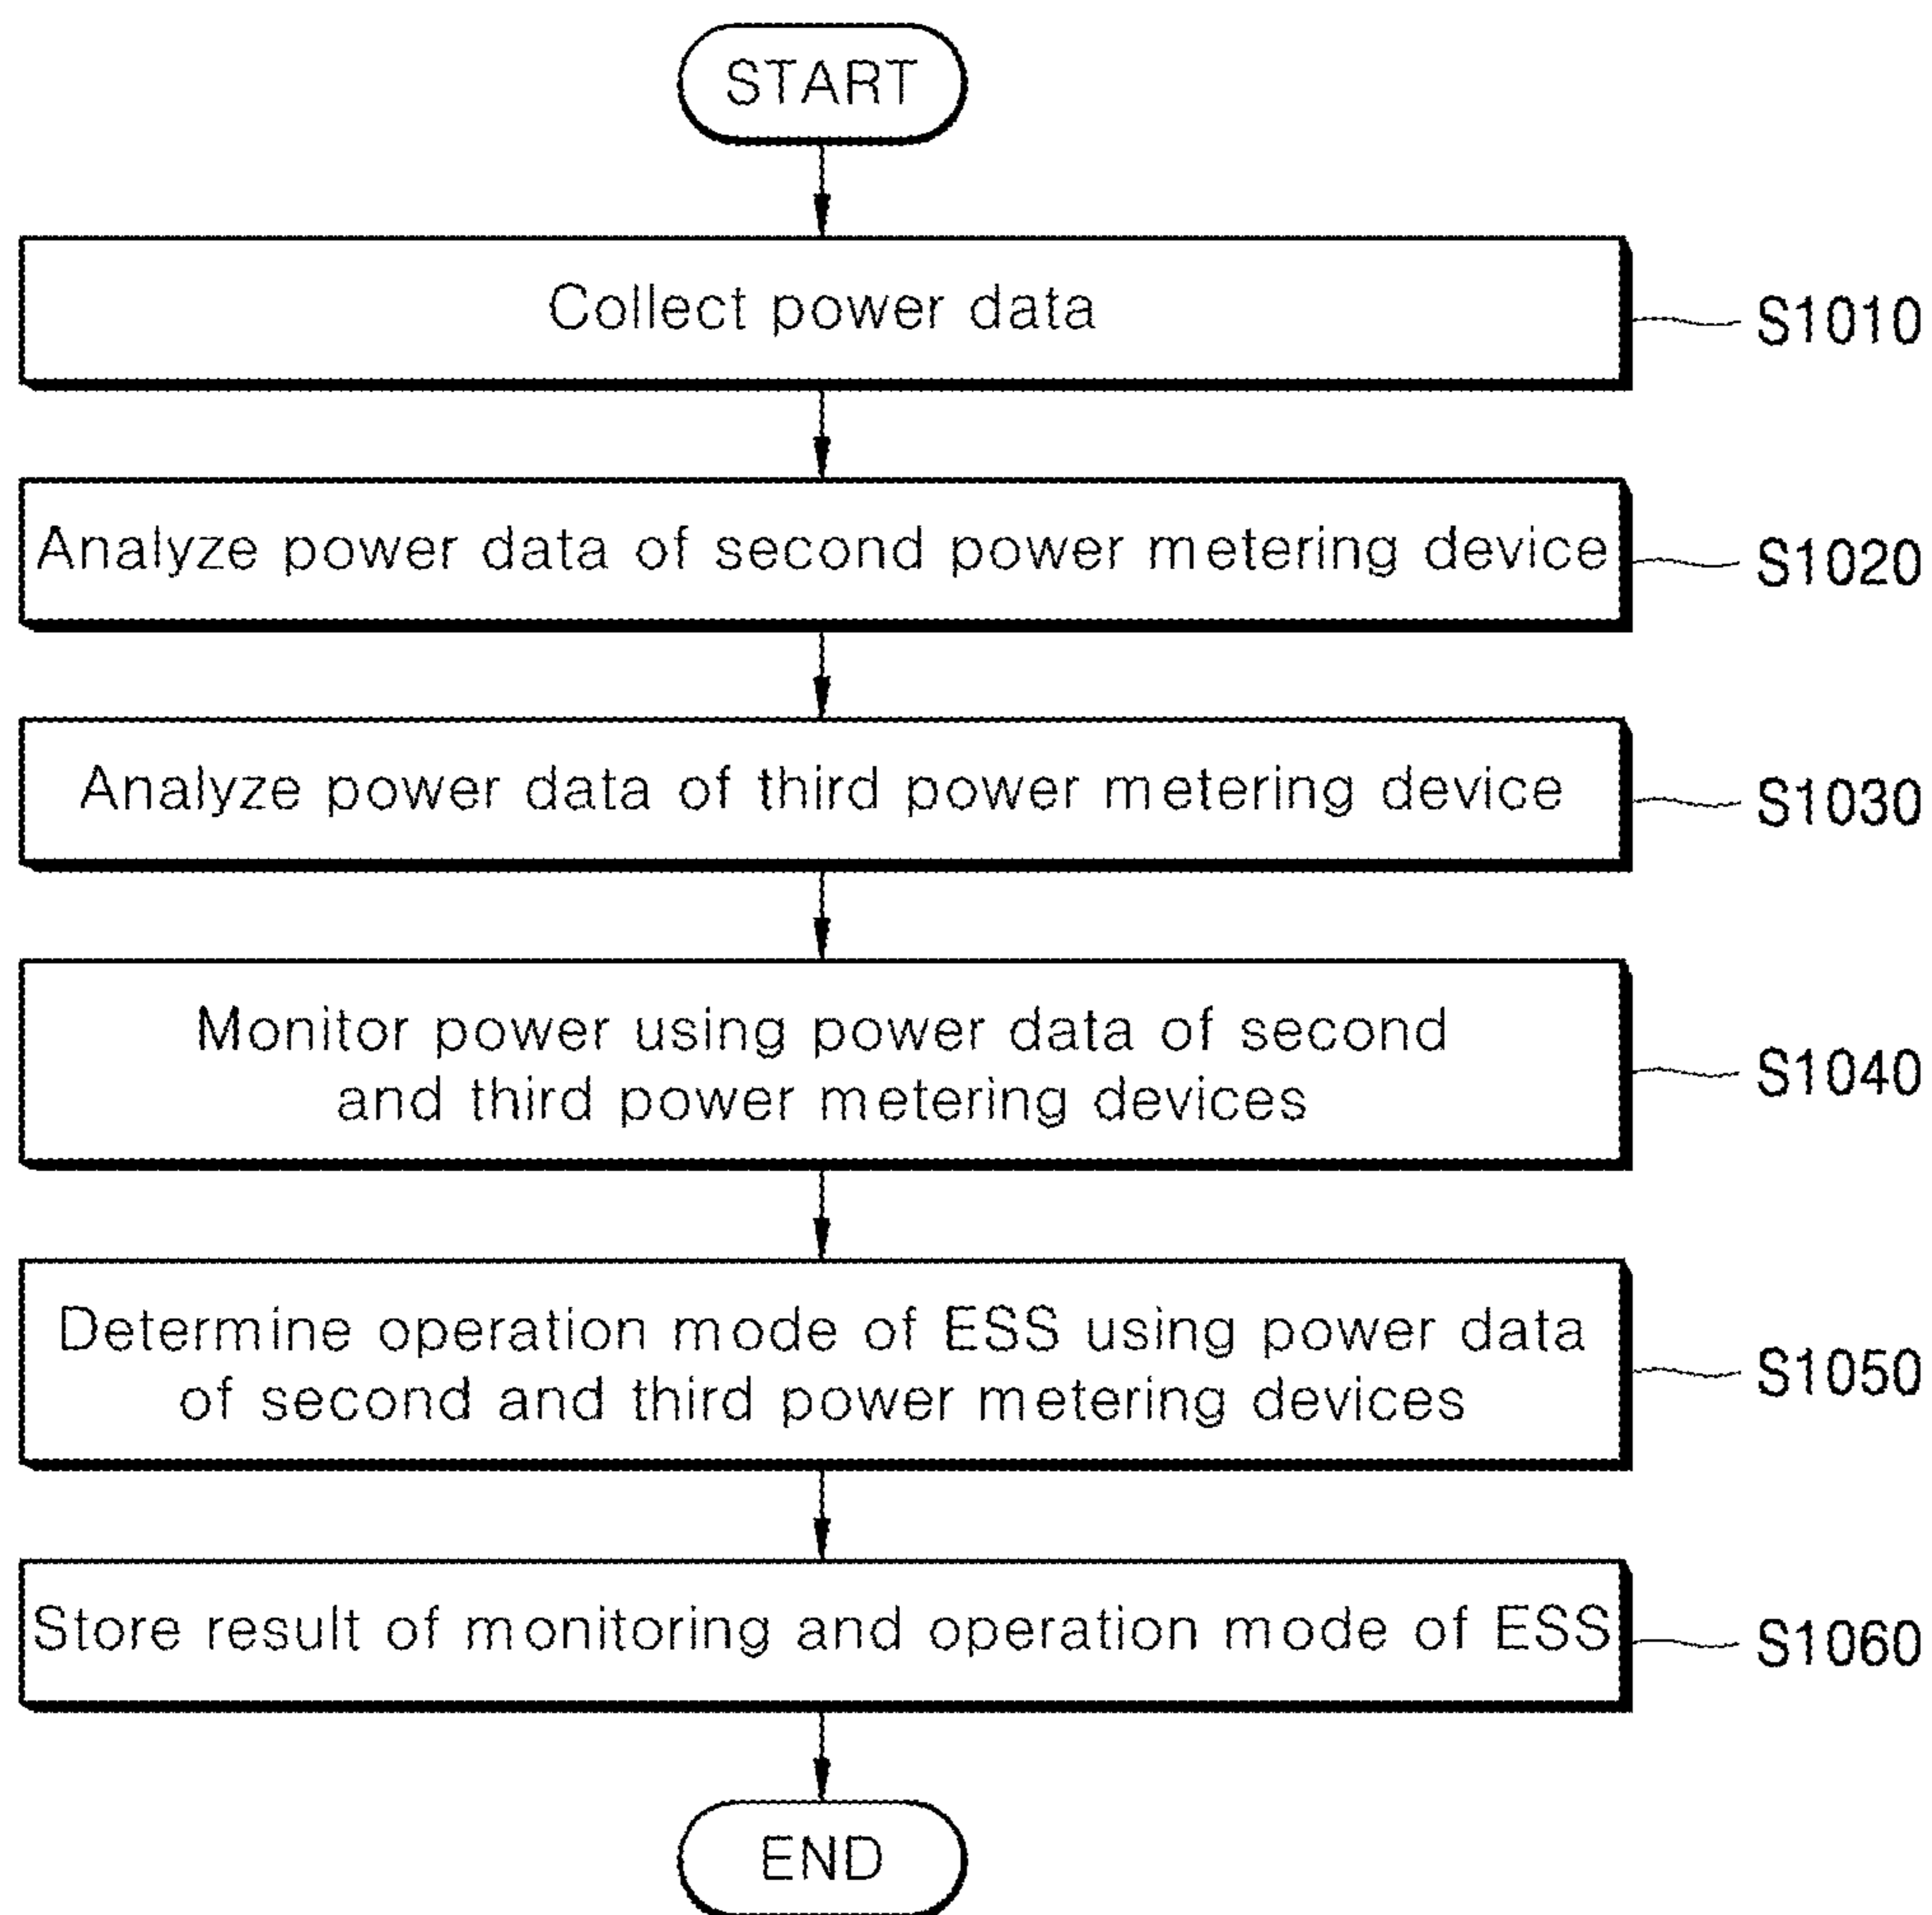 START
Collect power data
S1010
Analyze power data of second power metering device
S1020
Analyze power data of third power metering device
S1030
Monitor power using power data of second
and third power metering devices
S1040
Determine operation mode of ESS using power data
of second and third power metering devices
S1050
Store result of monitoring and operation mode of ESS
S1060
END